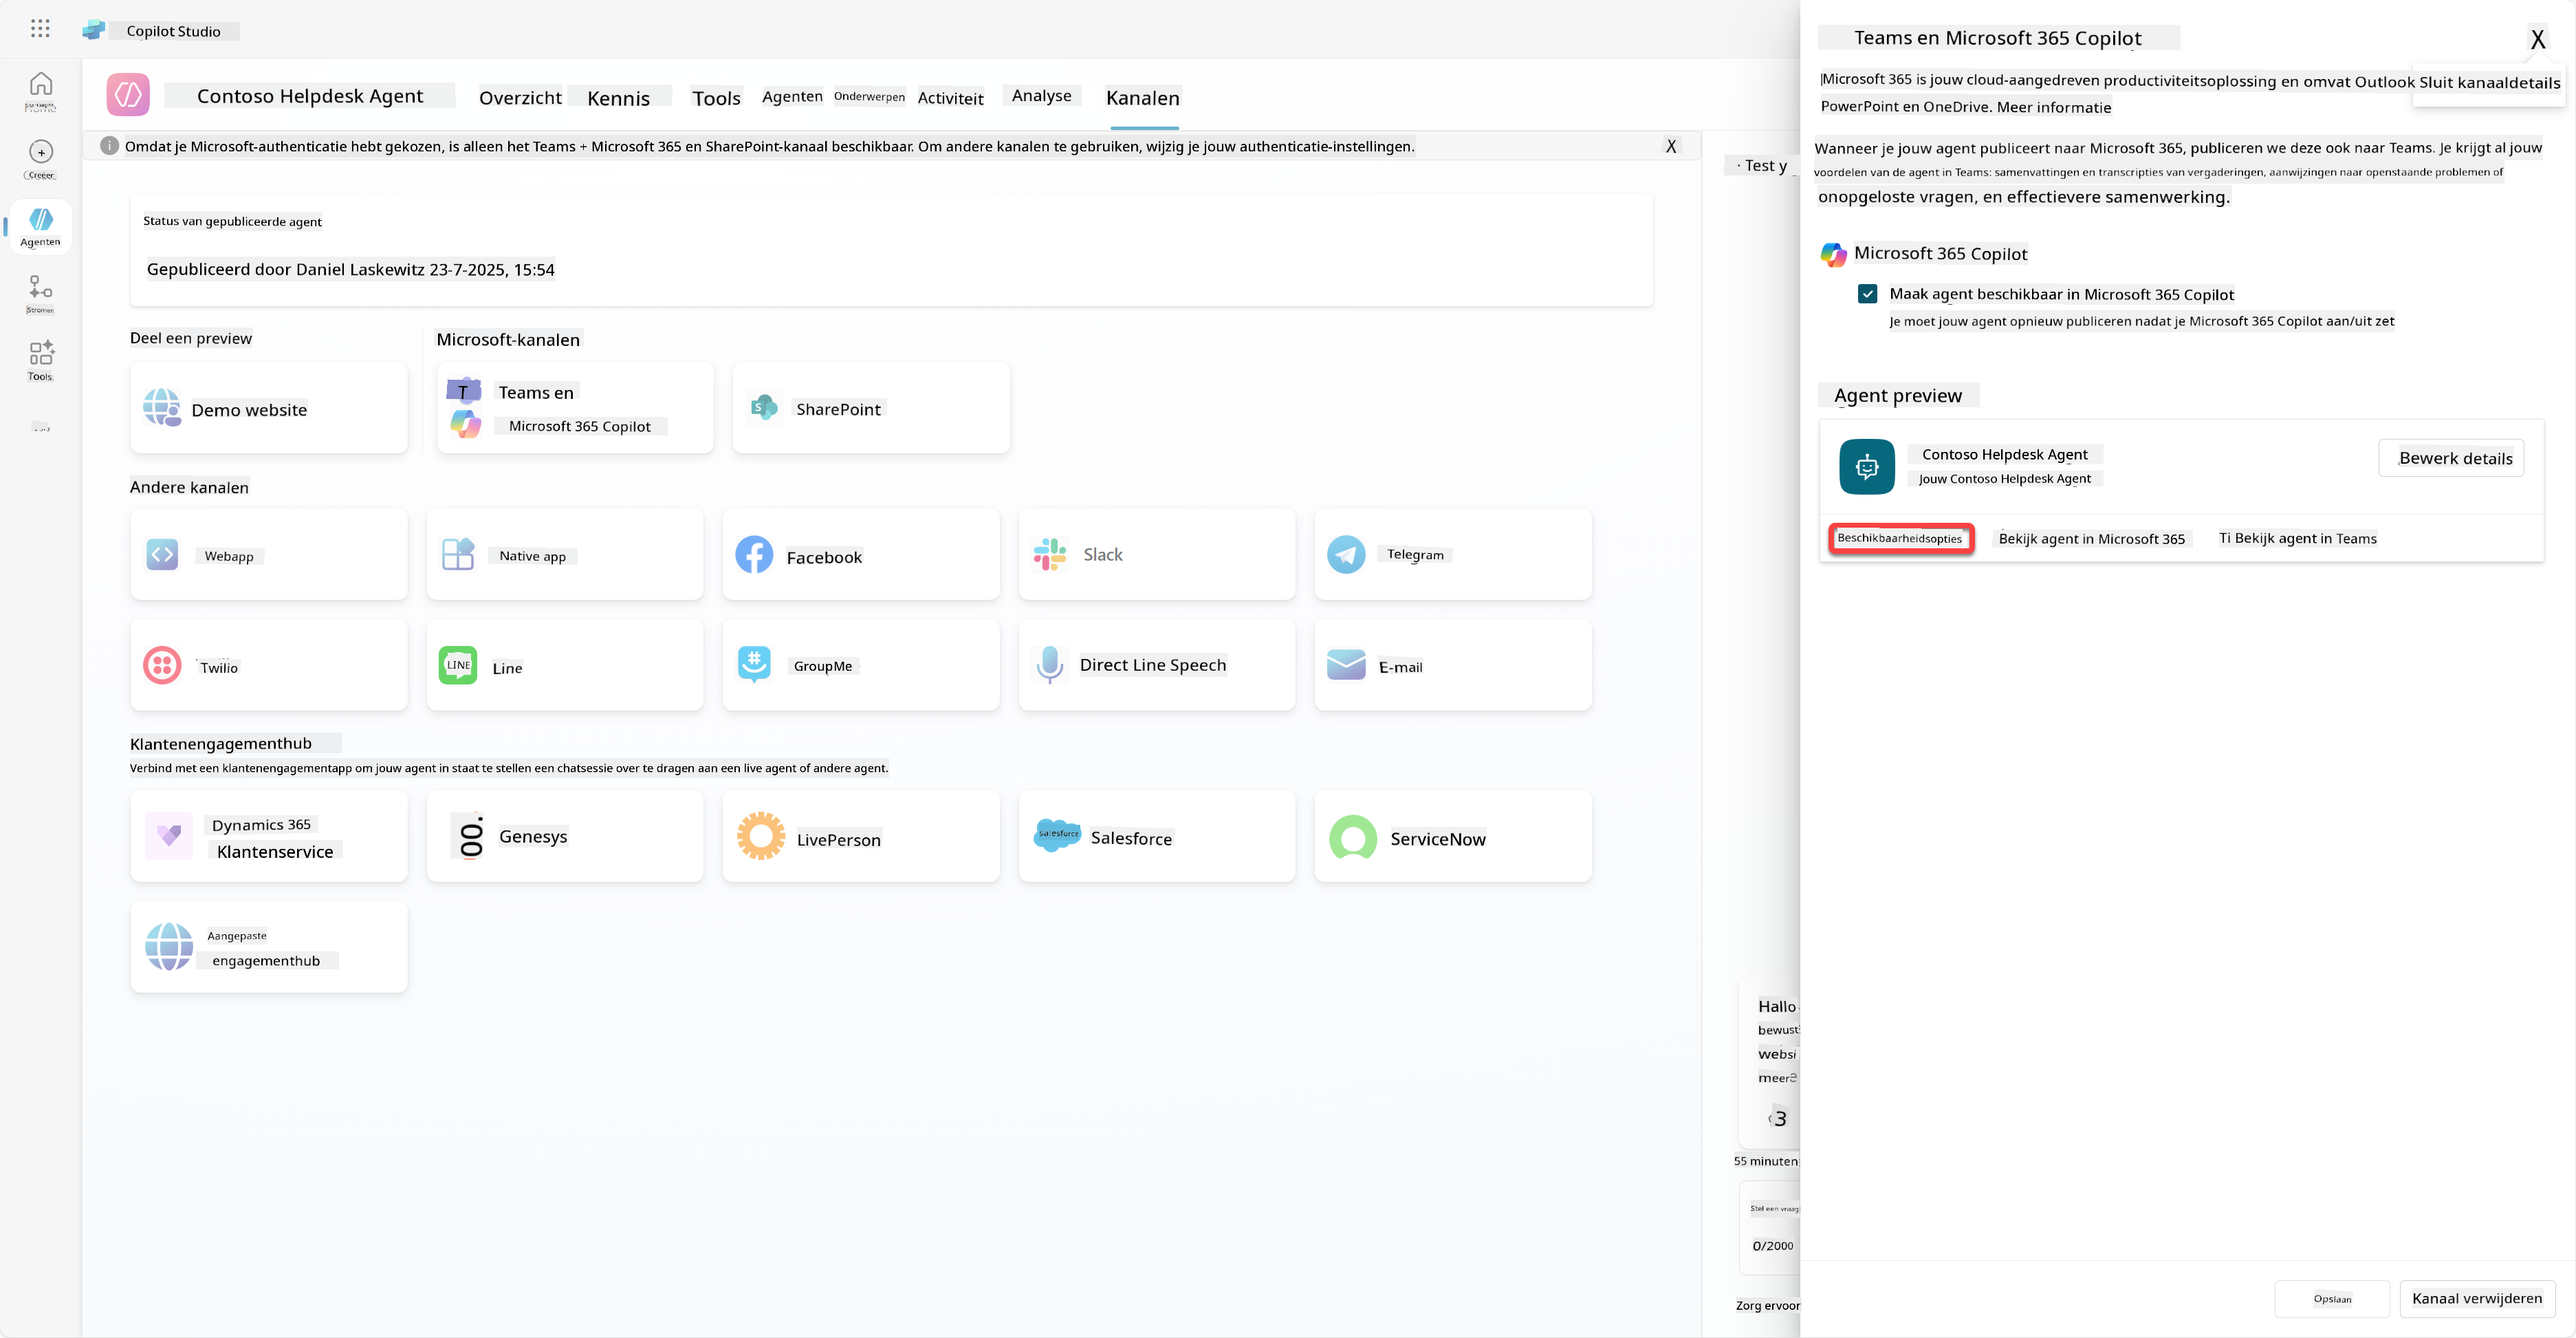 Copilot Studio
Home
Creëer
Agenten
Stromen
Tools
Contoso Helpdesk Agent
Overzicht
Kennis
Tools
Agenten
Onderwerpen
Activiteit
Analyse
Kanalen
Omdat je Microsoft-authenticatie hebt gekozen, is alleen het Teams + Microsoft 365 en SharePoint-kanaal beschikbaar. Om andere kanalen te gebruiken, wijzig je jouw authenticatie-instellingen.
X
Status van gepubliceerde agent
Gepubliceerd door Daniel Laskewitz 23-7-2025, 15:54
Deel een preview
Microsoft-kanalen
Demo website
T
Teams en
Microsoft 365 Copilot
S
SharePoint
Andere kanalen
Webapp
Native app
Facebook
Slack
Telegram
Twilio
LINE
Line
GroupMe
Direct Line Speech
E-mail
Klantenengagementhub
Verbind met een klantenengagementapp om jouw agent in staat te stellen een chatsessie over te dragen aan een live agent of andere agent.
Dynamics 365
Klantenservice
Genesys
LivePerson
salesforce
Salesforce
ServiceNow
Aangepaste
engagementhub
· Test y
Hallo
bewust
websi
meer
3
55 minuten
Stel een vraag
0/2000
Zorg ervoor
Teams en Microsoft 365 Copilot
X
Microsoft 365 is jouw cloud-aangedreven productiviteitsoplossing en omvat Outlook
Sluit kanaaldetails
PowerPoint en OneDrive. Meer informatie
Wanneer je jouw agent publiceert naar Microsoft 365, publiceren we deze ook naar Teams. Je krijgt al jouw
voordelen van de agent in Teams: samenvattingen en transcripties van vergaderingen, aanwijzingen naar openstaande problemen of
onopgeloste vragen, en effectievere samenwerking.
Microsoft 365 Copilot
Maak agent beschikbaar in Microsoft 365 Copilot
Je moet jouw agent opnieuw publiceren nadat je Microsoft 365 Copilot aan/uit zet
Agent preview
Contoso Helpdesk Agent
Jouw Contoso Helpdesk Agent
Bewerk details
Beschikbaarheidsopties
Bekijk agent in Microsoft 365
Ti Bekijk agent in Teams
Opslaan
Kanaal verwijderen